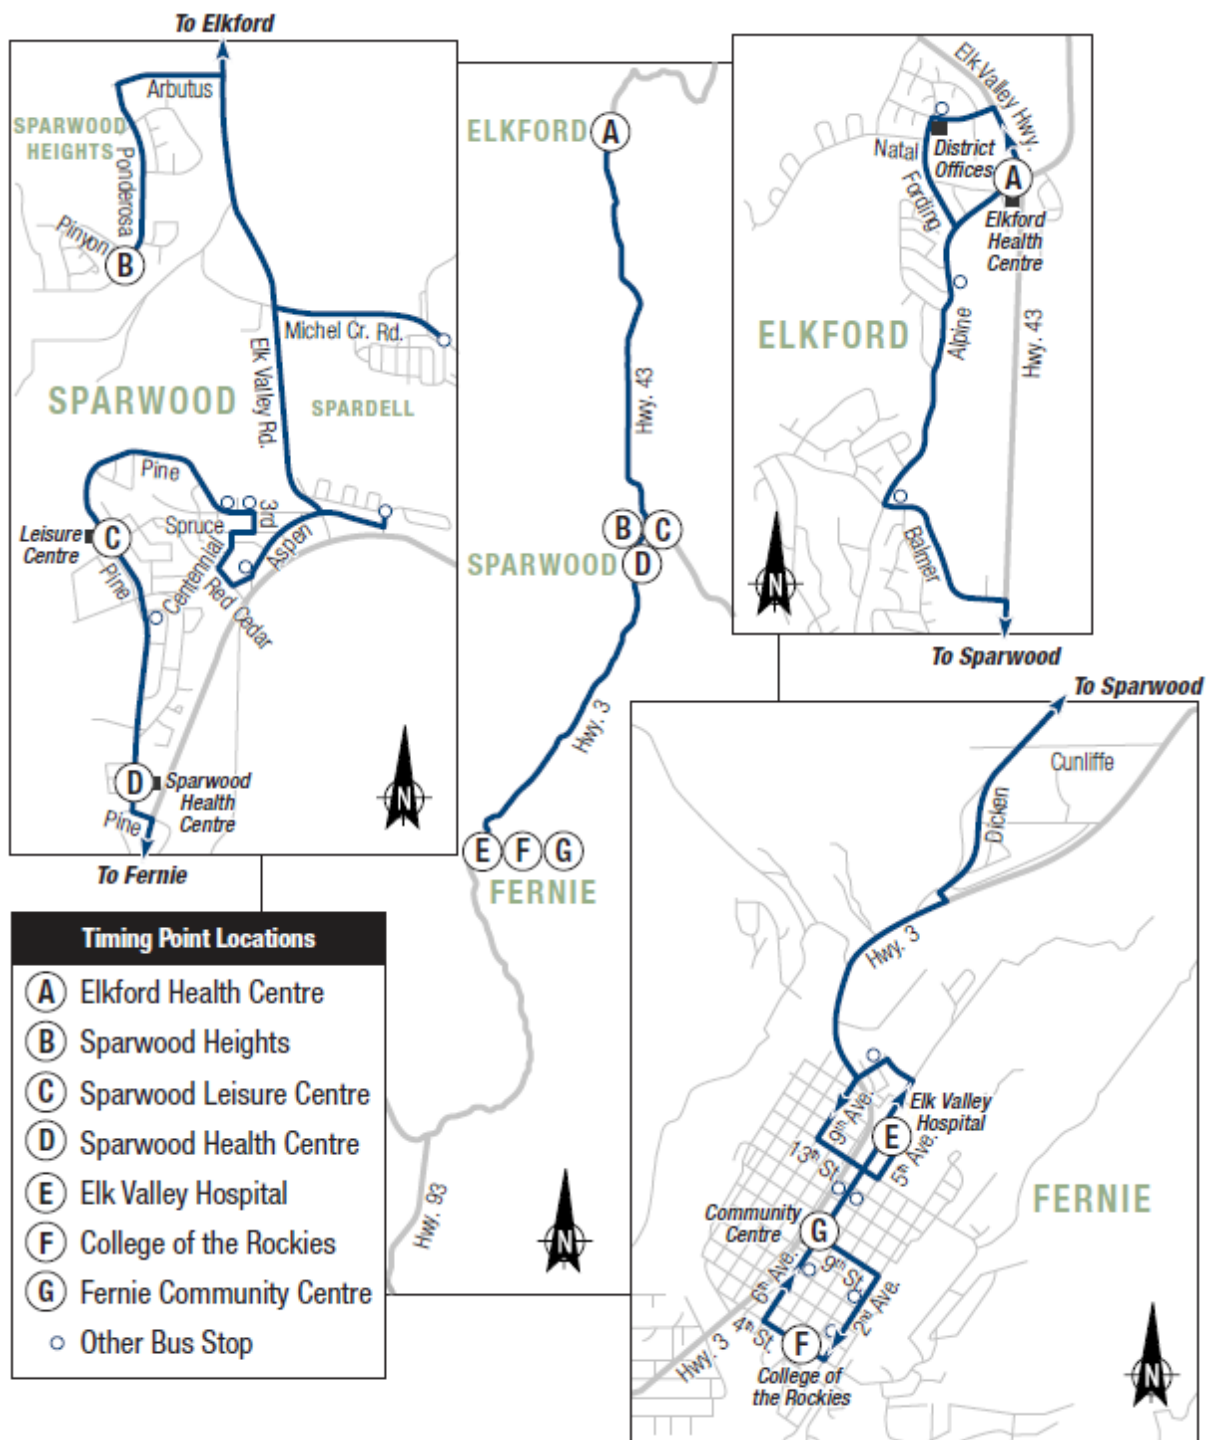 To Elkford
Arbutus
SPARWOOD
HEIGHTS
Ponderosa
Pinyon
B
Michel Cr. Rd.
Elk Valley Rd.
SPARWOOD
SPARDELL
Pine
3rd
Spruce
Aspen
Leisure
Centre
C
Pine
Centennial
Red Cedar
D
Sparwood
Health
Centre
Pine
N
To Fernie
ELKFORD
A
Hwy. 43
B
C
SPARWOOD
D
Hwy. 3
E
F
G
FERNIE
Hwy. 93
N
Elk Valley Hwy.
Natal
District
Offices
A
Fording
Elkford
Health
Centre
ELKFORD
Alpine
Hwy. 43
Balmer
N
To Sparwood
To Sparwood
Cunliffe
Dicken
Hwy. 3
9th Ave.
Elk Valley
Hospital
E
13th St.
5th Ave.
FERNIE
Community
Centre
G
9th St.
6th Ave.
2nd Ave.
4th St.
F
Hwy. 3
College of
the Rockies
N
Timing Point Locations
A Elkford Health Centre
B Sparwood Heights
C Sparwood Leisure Centre
D Sparwood Health Centre
E Elk Valley Hospital
F College of the Rockies
G Fernie Community Centre
Other Bus Stop